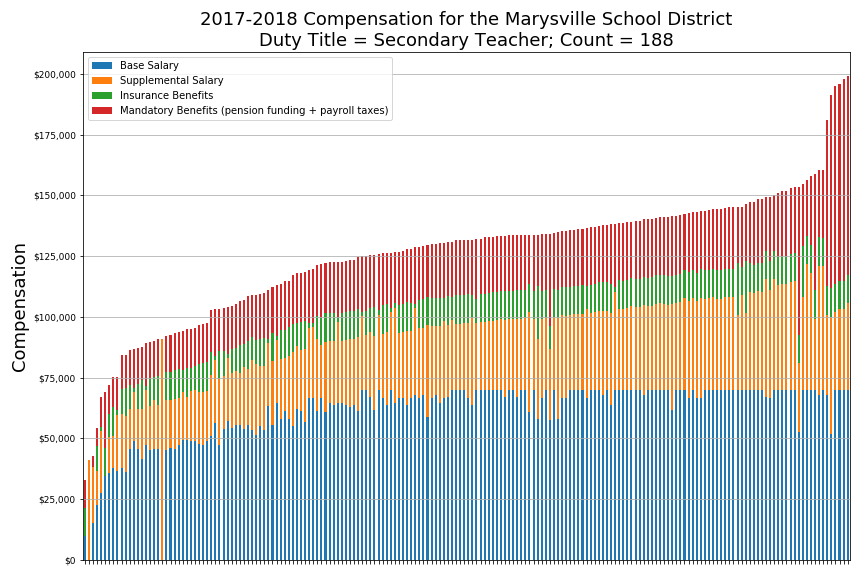 2017-2018 Compensation for the Marysville School District
Duty Title = Secondary Teacher; Count = 188
Base Salary
Supplemental Salary
Insurance Benefits
Mandatory Benefits (pension funding + payroll taxes)
Compensation
$200,000
$175,000
$150,000
$125,000
$100,000
$75,000
$50,000
$25,000
$0